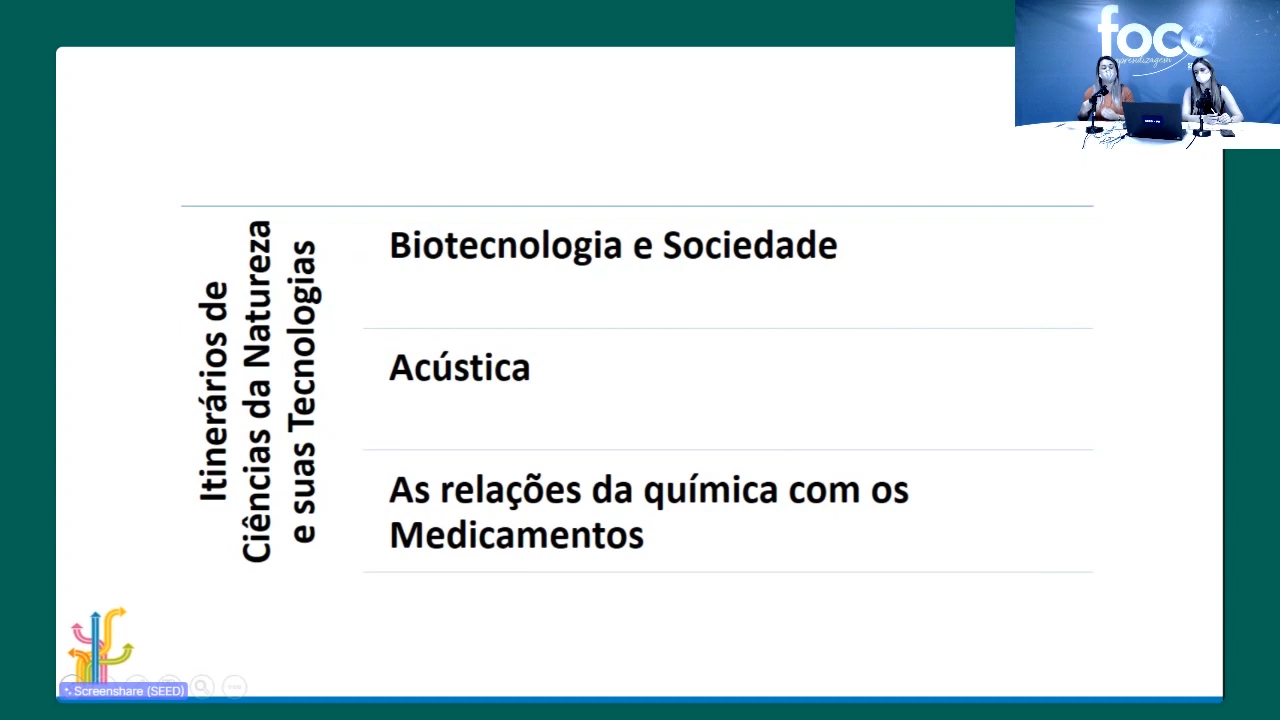 foco
aprendizagem
Itinerários de
Ciências da Natureza
e suas Tecnologias
Biotecnologia e Sociedade
Acústica
As relações da química com os
Medicamentos
Screenshare (SEED)